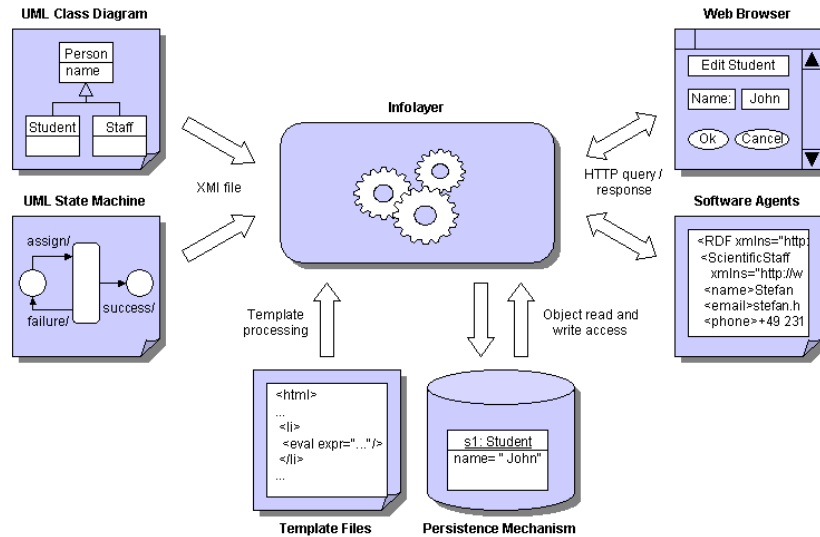 UML Class Diagram
Person
name
Student
Staff
UML State Machine
assign/
failure/
success/
XMI file
Infolayer
Template
processing
Object read and
write access
HTTP query /
response
Web Browser
Edit Student
Name:
John
Ok
Cancel
Software Agents
<RDF xmlns="http:
<ScientificStaff
xmlns="http://w
<name>Stefan
<email>stefan.h
<phone>+49 231
<html>
...
<li>
<eval expr="..."/>
</li>
...
Template Files
s1: Student
name= " John"
Persistence Mechanism